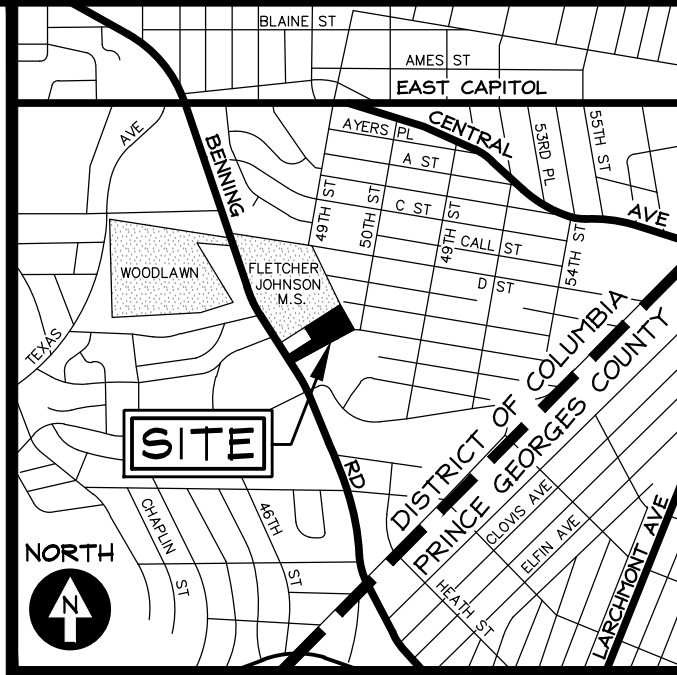 BLAINE ST
AMES ST
EAST CAPITOL
AVE
BENNING
AYERS PL
CENTRAL
53RD PL
55TH ST
A ST
49TH ST
50TH ST
C ST
49TH ST
CALL ST
54TH ST
AVE
WOODLAWN
FLETCHER
JOHNSON
M.S.
D ST
TEXAS
DISTRICT OF COLUMBIA
PRINCE GEORGES COUNTY
SITE
RD
CHAPLIN ST
46TH ST
CLOVIS AVE
ELFIN AVE
LARCHMONT AVE
HEATH ST
NORTH
N